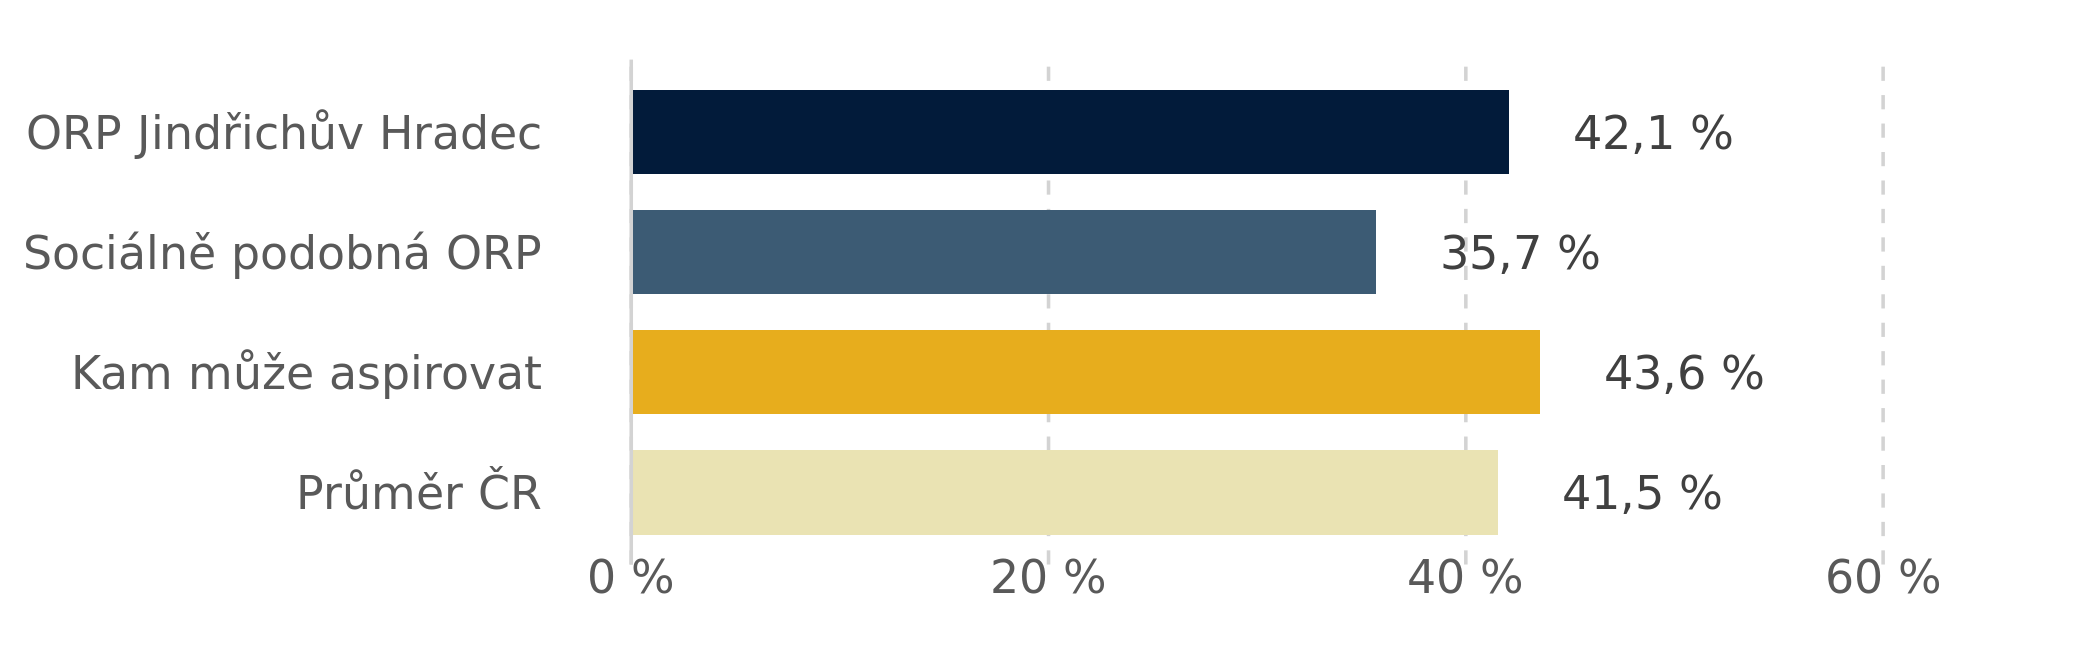 ORP Jindřichův Hradec 42,1 %
Sociálně podobná ORP 35,7 %
Kam může aspirovat 43,6 %
Průměr ČR 41,5 %
0 % 20 % 40 % 60 %